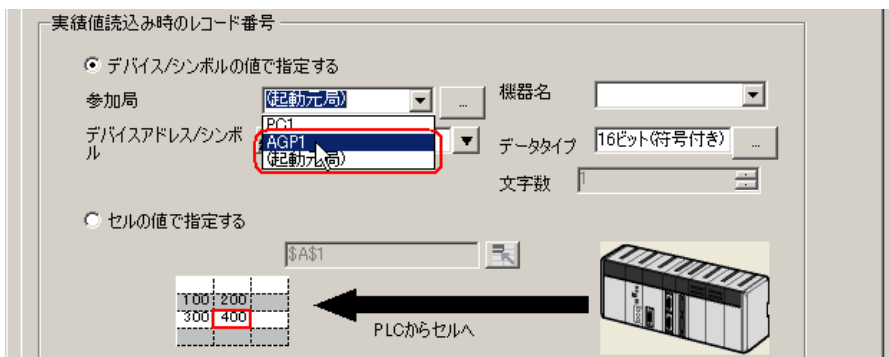 実績値読込み時のレコード番号
デバイス/シンボルの値で指定する
参加局
(起動元局)
...
機器名
PC1
AGP1
(起動元局)
デバイスアドレス/シンボ
ル
データタイプ
16ビット(符号付き)
...
文字数
1
セルの値で指定する
$A$1
100 200
300 400
PLCからセルへ